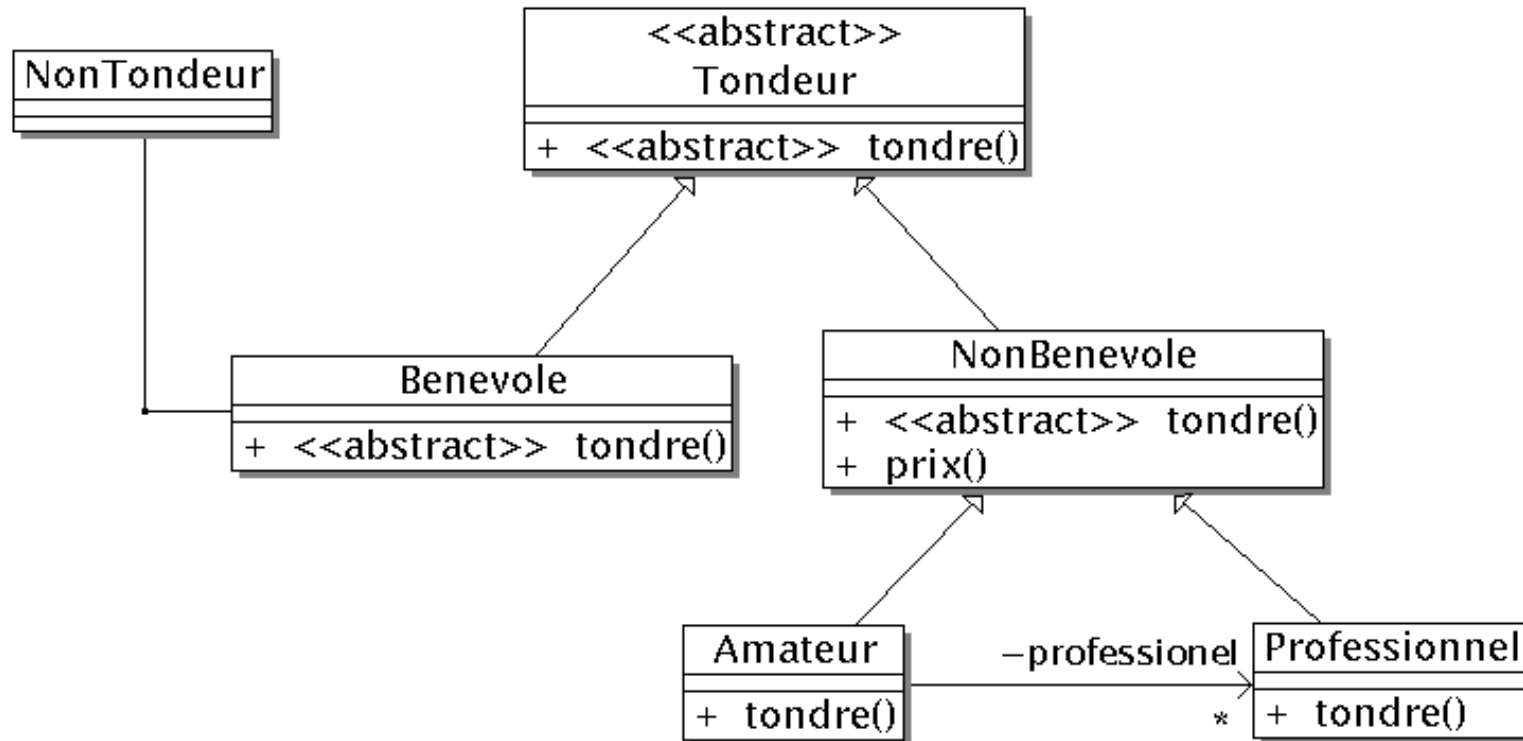 NonTondeur
<<abstract>>
Tondeur
+ <<abstract>> tondre()
Benevole
+ <<abstract>> tondre()
NonBenevole
+ <<abstract>> tondre()
+ prix()
Amateur
+ tondre()
−professionel
*
Professionnel
+ tondre()